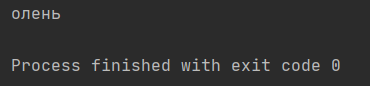 олень
Process finished with exit code 0